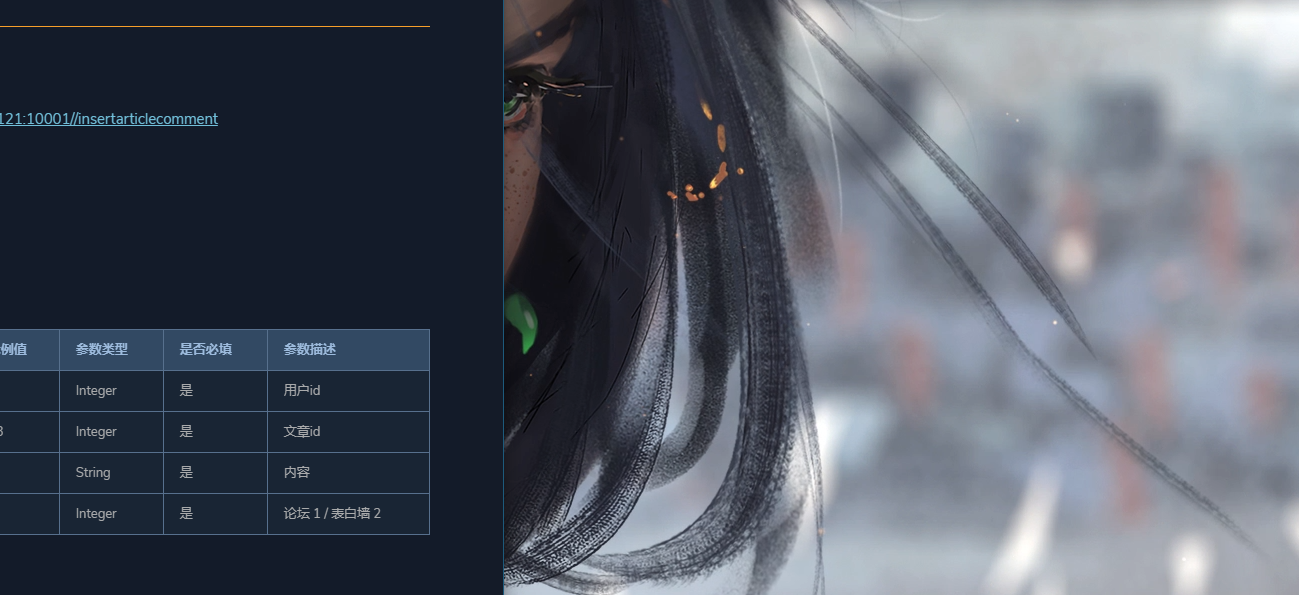 121:10001//insertarticlecomment
例值 参数类型 是否必填 参数描述
Integer 是 用户id
3 Integer 是 文章id
String 是 内容
Integer 是 论坛 1 / 表白墙 2